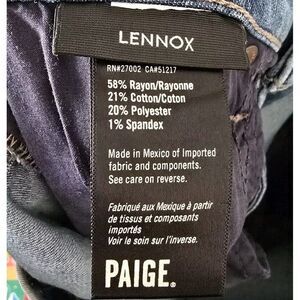 LENNOX
RN#27002 CA#51217
58% Rayon/Rayonne
21% Cotton/Coton
20% Polyester
1% Spandex
Made in Mexico of Imported
fabric and components.
See care on reverse.
Fabriqué aux Mexique à partir
de tissus et composants
importés
Voir le soin sur l'inverse.
PAIGE®